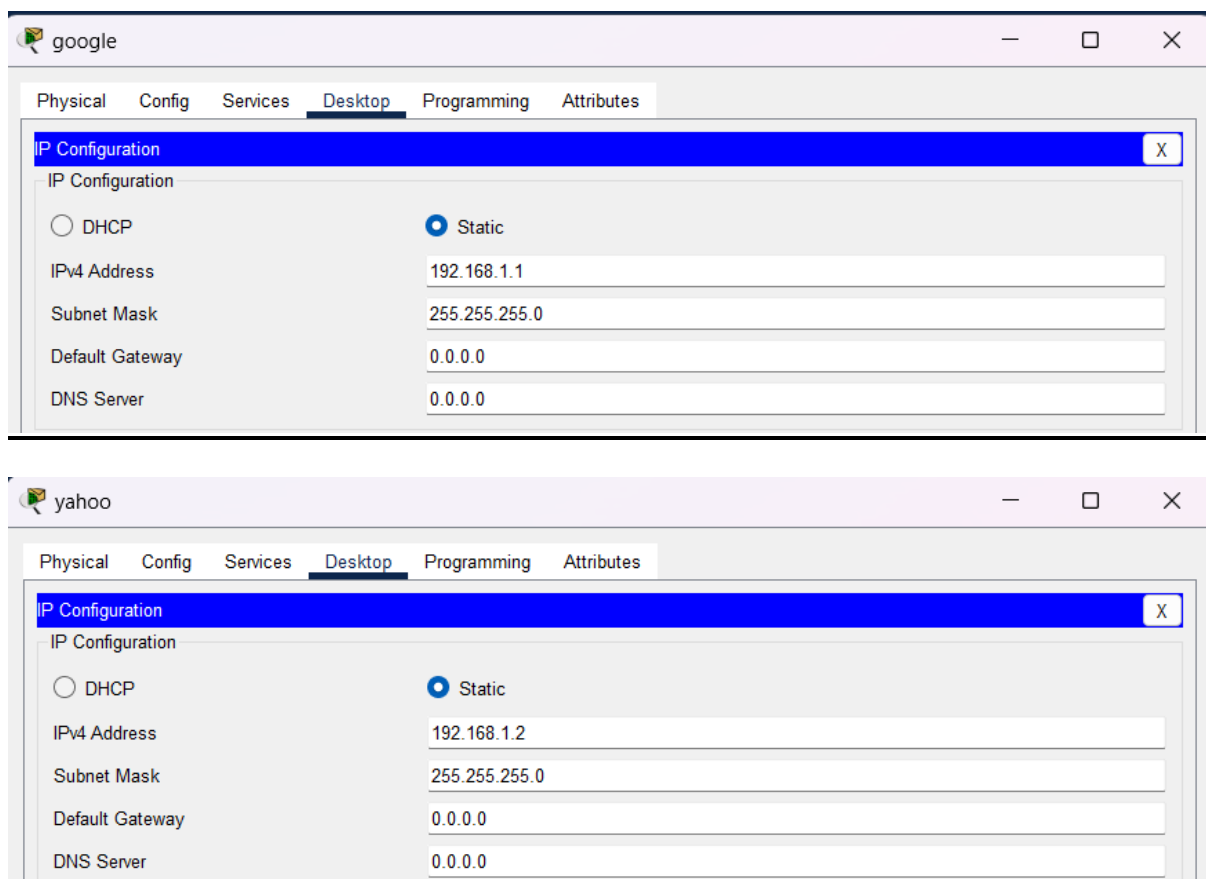 google
Physical Config Services Desktop Programming Attributes
IP Configuration X
IP Configuration
DHCP Static
IPv4 Address 192.168.1.1
Subnet Mask 255.255.255.0
Default Gateway 0.0.0.0
DNS Server 0.0.0.0
yahoo
Physical Config Services Desktop Programming Attributes
IP Configuration X
IP Configuration
DHCP Static
IPv4 Address 192.168.1.2
Subnet Mask 255.255.255.0
Default Gateway 0.0.0.0
DNS Server 0.0.0.0